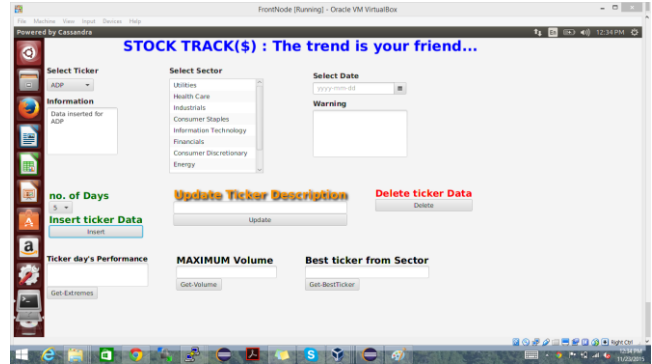 FrontNode [Running] - Oracle VM VirtualBox
File Machine View Input Devices Help
Powered by Cassandra
12:34 PM
STOCK TRACK($) : The trend is your friend...
Select Ticker
Select Sector
Select Date
ADP
Utilities
Health Care
Industrials
Consumer Staples
Information Technology
Financials
Consumer Discretionary
Energy
yyyy-mm-dd
Information
Warning
Data inserted for
ADP
no. of Days
5
Update Ticker Description
Delete ticker Data
Delete
Insert ticker Data
Update
Insert
Ticker day's Performance
MAXIMUM Volume
Best ticker from Sector
Get-Volume
Get-BestTicker
Get-Extremes
Right Ctrl
12:34 PM
11/23/2015